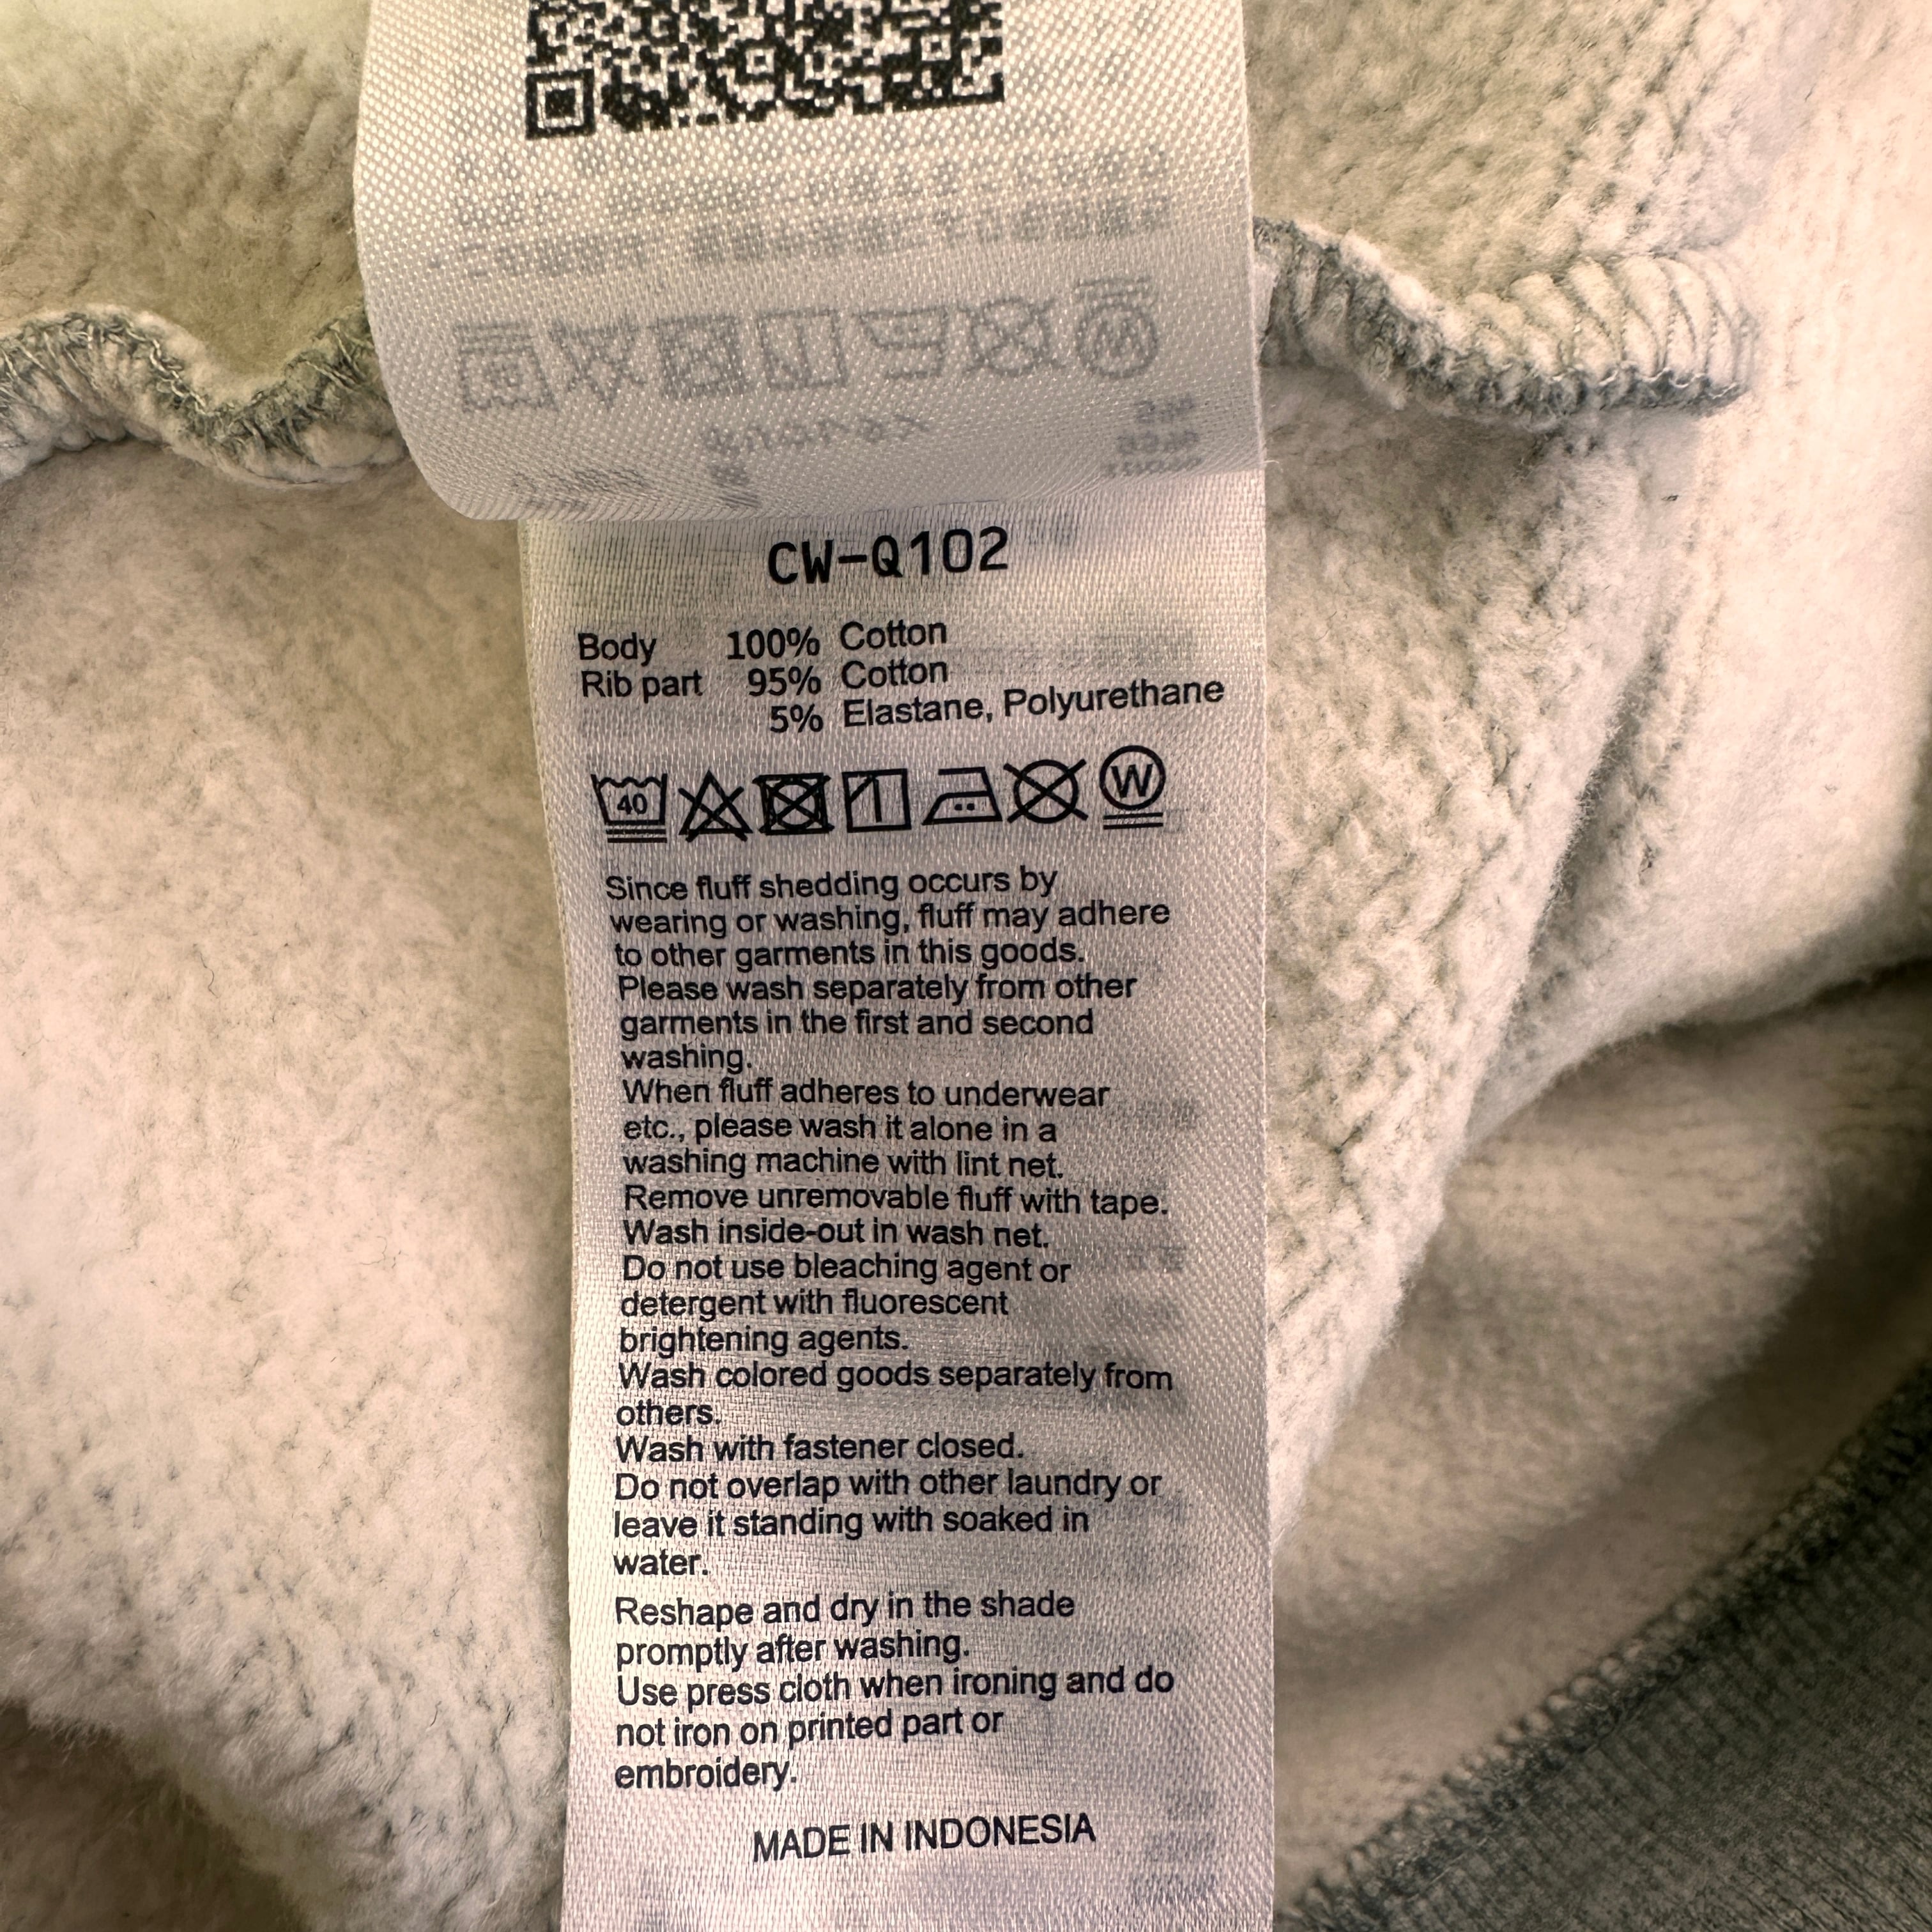 CW-Q102
Body 100% Cotton
Rib part 95% Cotton
5% Elastane, Polyurethane
40 W
Since fluff shedding occurs by
wearing or washing, fluff may adhere
to other garments in this goods.
Please wash separately from other
garments in the first and second
washing.
When fluff adheres to underwear
etc., please wash it alone in a
washing machine with lint net.
Remove unremovable fluff with tape.
Wash inside-out in wash net.
Do not use bleaching agent or
detergent with fluorescent
brightening agents.
Wash colored goods separately from
others.
Wash with fastener closed.
Do not overlap with other laundry or
leave it standing with soaked in
water.
Reshape and dry in the shade
promptly after washing.
Use press cloth when ironing and do
not iron on printed part or
embroidery.
MADE IN INDONESIA